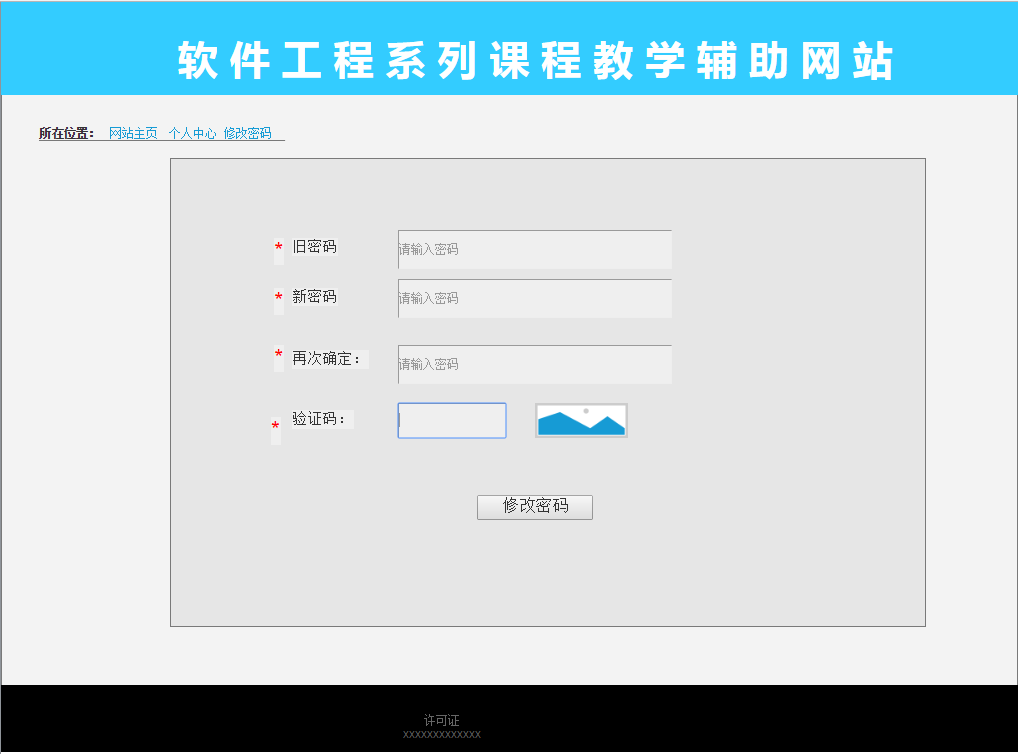 软件工程系列课程教学辅助网站
所在位置： 网站主页 个人中心 修改密码
* 旧密码 请输入密码
* 新密码 请输入密码
* 再次确定： 请输入密码
* 验证码：
修改密码
许可证
XXXXXXXXXXXXX